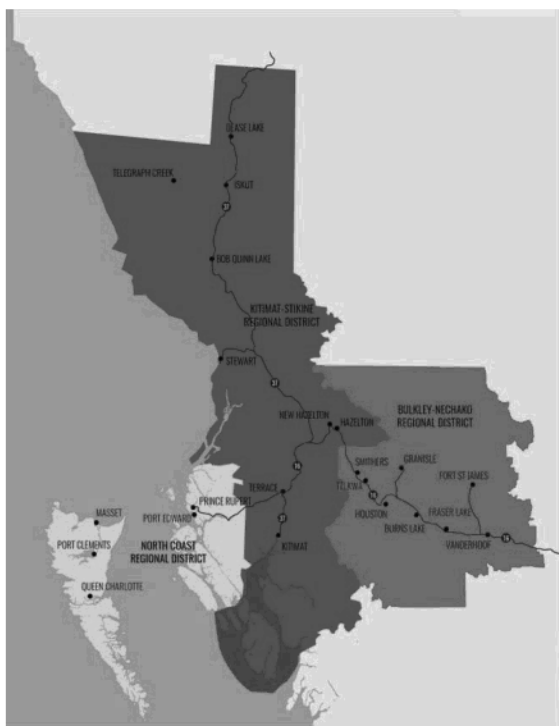 DEASE LAKE
TELEGRAPH CREEK
ISKUT
37
BOB QUINN LAKE
KITIMAT-STIKINE
REGIONAL DISTRICT
STEWART
37
BULKLEY-NECHAKO
REGIONAL DISTRICT
NEW HAZELTON
HAZELTON
SMITHERS
GRANISLE
TELKWA
FORT ST JAMES
16
TERRACE
16
HOUSTON
PRINCE RUPERT
PORT EDWARD
FRASER LAKE
BURNS LAKE
MASSET
37
VANDERHOOF
16
NORTH COAST
REGIONAL DISTRICT
KITIMAT
PORT CLEMENTS
QUEEN CHARLOTTE